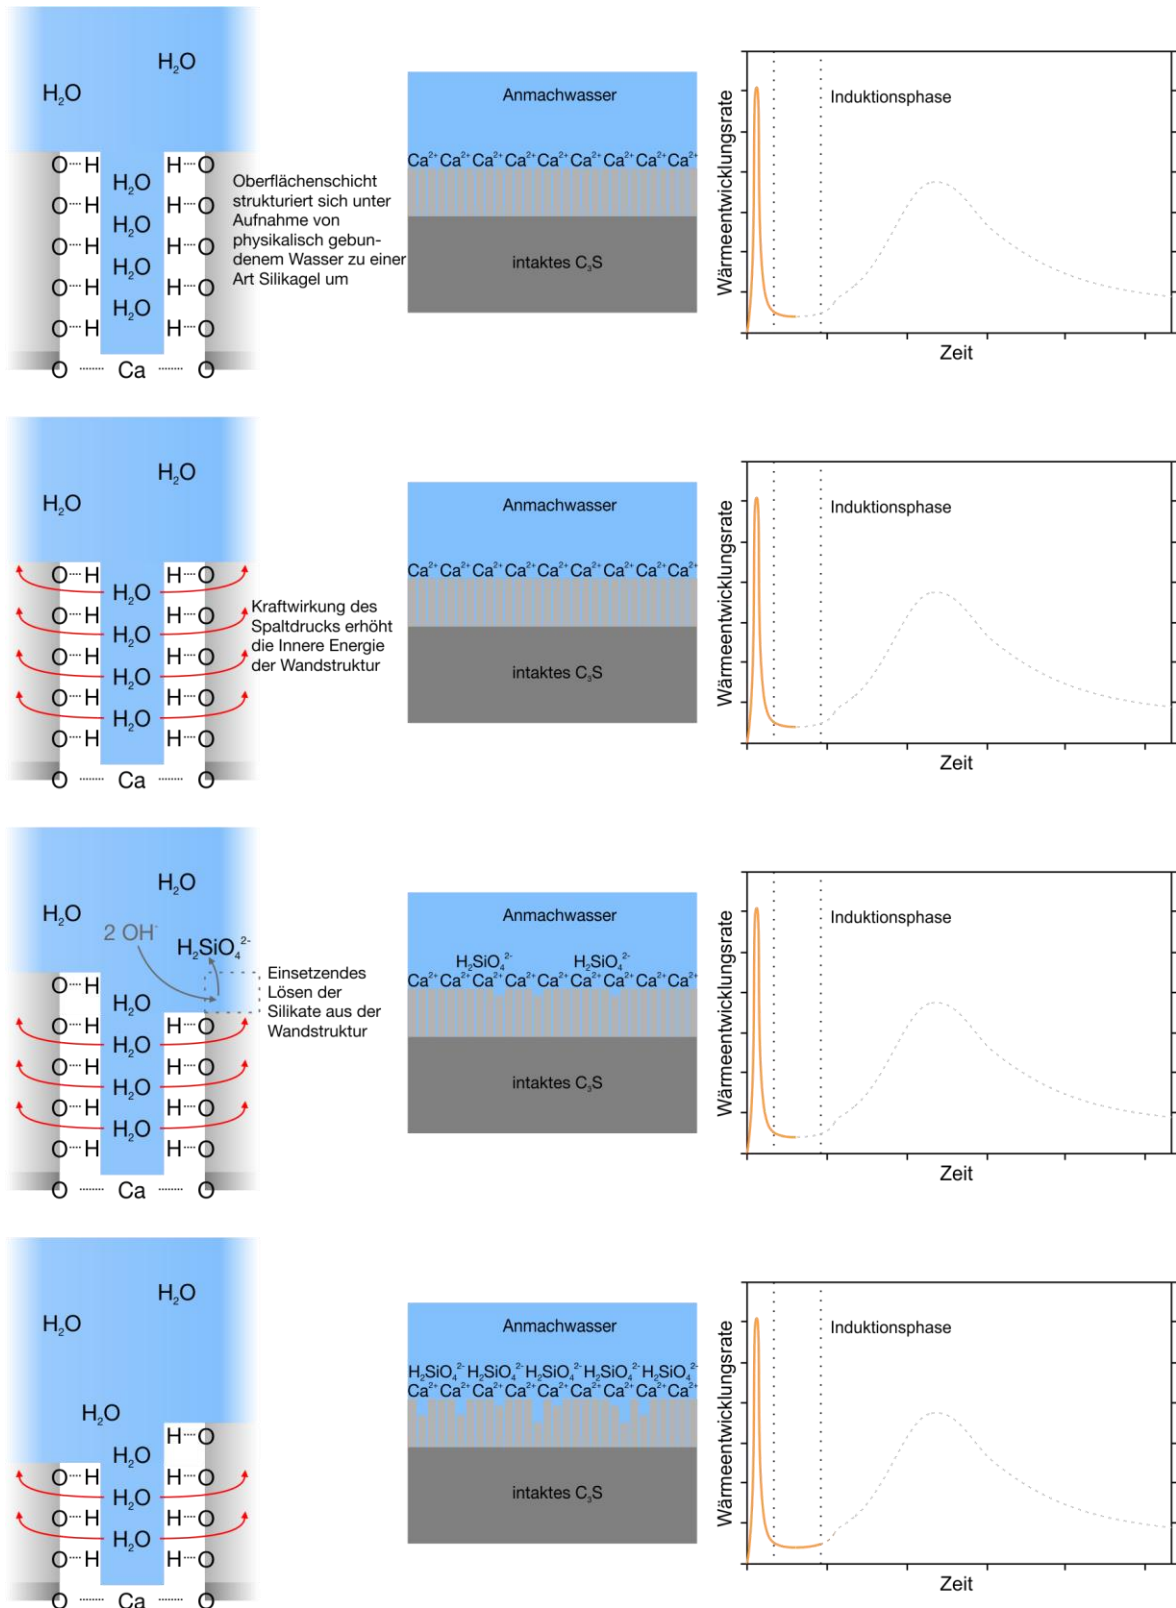 H₂O
H₂O
O ···· H H ···· O
H₂O
O ···· H H ···· O
H₂O
O ···· H H ···· O
H₂O
O ···· H H ···· O
H₂O
O ···· H H ···· O
O ······· Ca ······· O
Oberflächenschicht
strukturiert sich unter
Aufnahme von
physikalisch gebun-
denem Wasser zu einer
Art Silikagel um
Anmachwasser
Ca²⁺ Ca²⁺ Ca²⁺ Ca²⁺ Ca²⁺ Ca²⁺ Ca²⁺ Ca²⁺ Ca²⁺
intaktes C₃S
Wärmeentwicklungsrate
Induktionsphase
Zeit
H₂O
H₂O
O ···· H H ···· O
H₂O
O ···· H H ···· O
H₂O
O ···· H H ···· O
H₂O
O ···· H H ···· O
H₂O
O ···· H H ···· O
O ······· Ca ······· O
Kraftwirkung des
Spaltdrucks erhöht
die Innere Energie
der Wandstruktur
Anmachwasser
Ca²⁺ Ca²⁺ Ca²⁺ Ca²⁺ Ca²⁺ Ca²⁺ Ca²⁺ Ca²⁺ Ca²⁺
intaktes C₃S
Wärmeentwicklungsrate
Induktionsphase
Zeit
H₂O
H₂O
2 OH⁻
H₂SiO₄²⁻
O ···· H
H₂O
O ···· H H ···· O
H₂O
O ···· H H ···· O
H₂O
O ···· H H ···· O
H₂O
O ···· H H ···· O
O ······· Ca ······· O
Einsetzendes
Lösen der
Silikate aus der
Wandstruktur
Anmachwasser
H₂SiO₄²⁻ H₂SiO₄²⁻
Ca²⁺ Ca²⁺ Ca²⁺ Ca²⁺ Ca²⁺ Ca²⁺ Ca²⁺ Ca²⁺ Ca²⁺
intaktes C₃S
Wärmeentwicklungsrate
Induktionsphase
Zeit
H₂O
H₂O
H₂O
H ···· O
H₂O
O ···· H H ···· O
H₂O
O ···· H H ···· O
H₂O
O ···· H H ···· O
O ······· Ca ······· O
Anmachwasser
H₂SiO₄²⁻ H₂SiO₄²⁻ H₂SiO₄²⁻ H₂SiO₄²⁻ H₂SiO₄²⁻
Ca²⁺ Ca²⁺ Ca²⁺ Ca²⁺ Ca²⁺ Ca²⁺ Ca²⁺ Ca²⁺ Ca²⁺
intaktes C₃S
Wärmeentwicklungsrate
Induktionsphase
Zeit